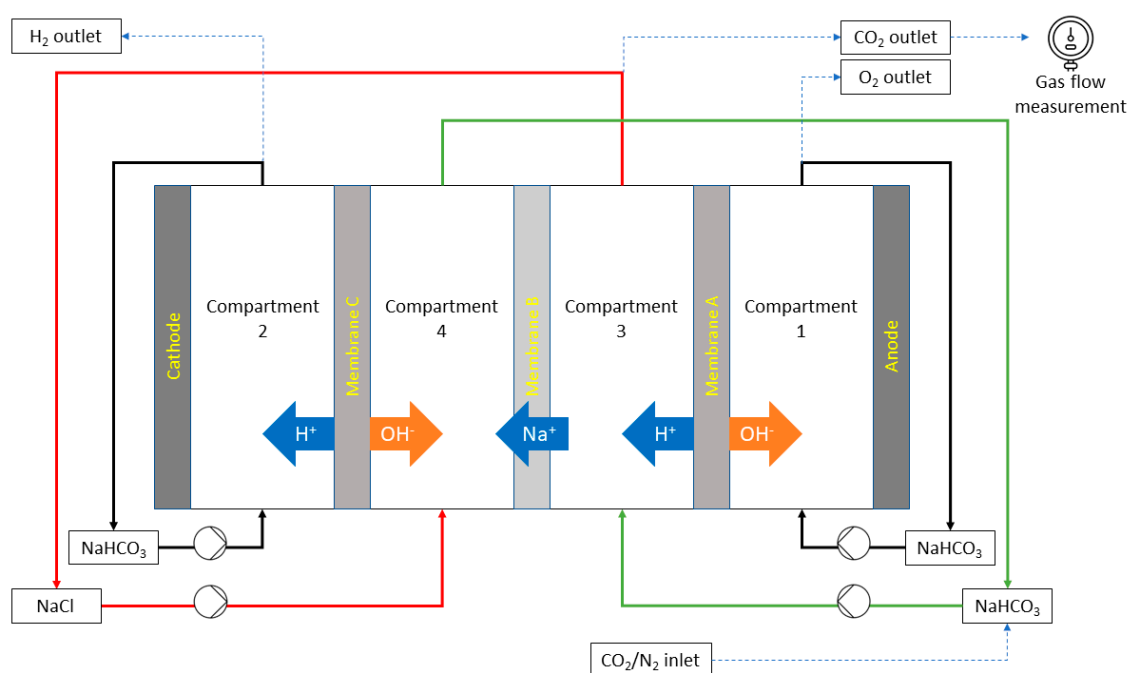 H₂ outlet
CO₂ outlet
O₂ outlet
Gas flow
measurement
Cathode
Compartment
2
Membrane C
Compartment
4
Membrane B
Compartment
3
Membrane A
Compartment
1
Anode
H⁺
OH⁻
Na⁺
H⁺
OH⁻
NaHCO₃
NaHCO₃
NaCl
NaHCO₃
CO₂/N₂ inlet